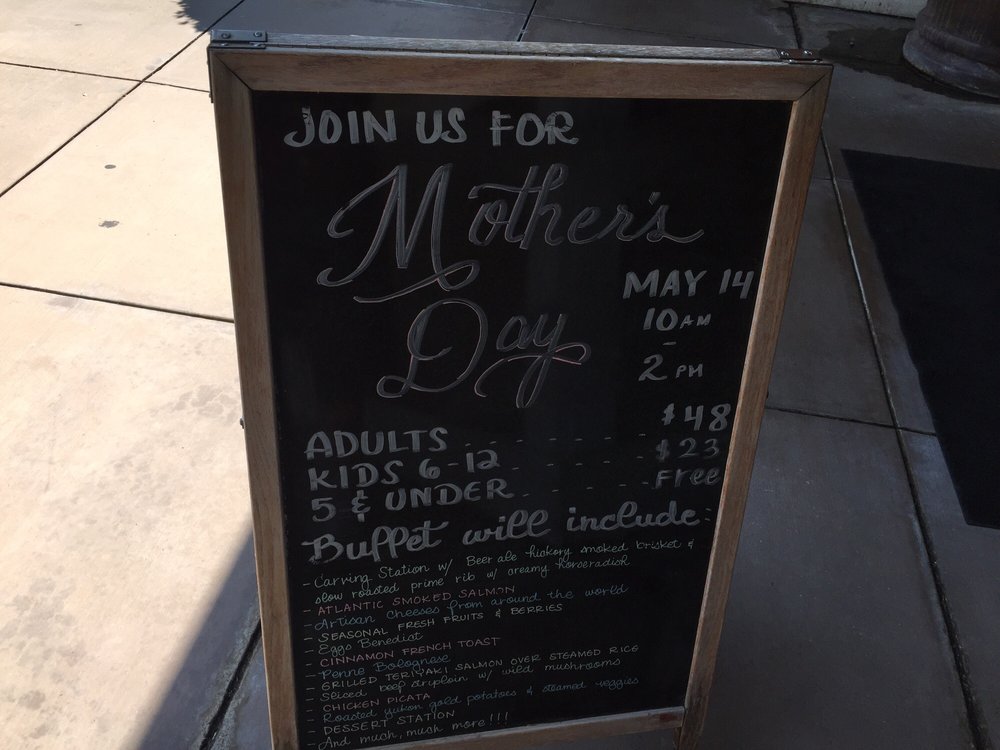 JOIN US FOR
Mother's
Day
MAY 14
10 AM
-
2 PM
ADULTS - - - - - - - $48
KIDS 6-12 - - - - - - $23
5 & UNDER - - - - - - Free
Buffet will include:
- Carving Station w/ Beer ale hickory smoked brisket &
slow roasted prime rib w/ creamy horseradish
- ATLANTIC SMOKED SALMON
- Artisan Cheeses from around the world
- SEASONAL FRESH FRUITS & BERRIES
- Eggs Benedict
- CINNAMON FRENCH TOAST
- Penne Bolognese
- GRILLED TERIYAKI SALMON OVER STEAMED RICE
- Sliced beef striploin w/ wild mushrooms
- CHICKEN PICATA
- Roasted yukon gold potatoes & steamed veggies
- DESSERT STATION
- And much, much more!!!